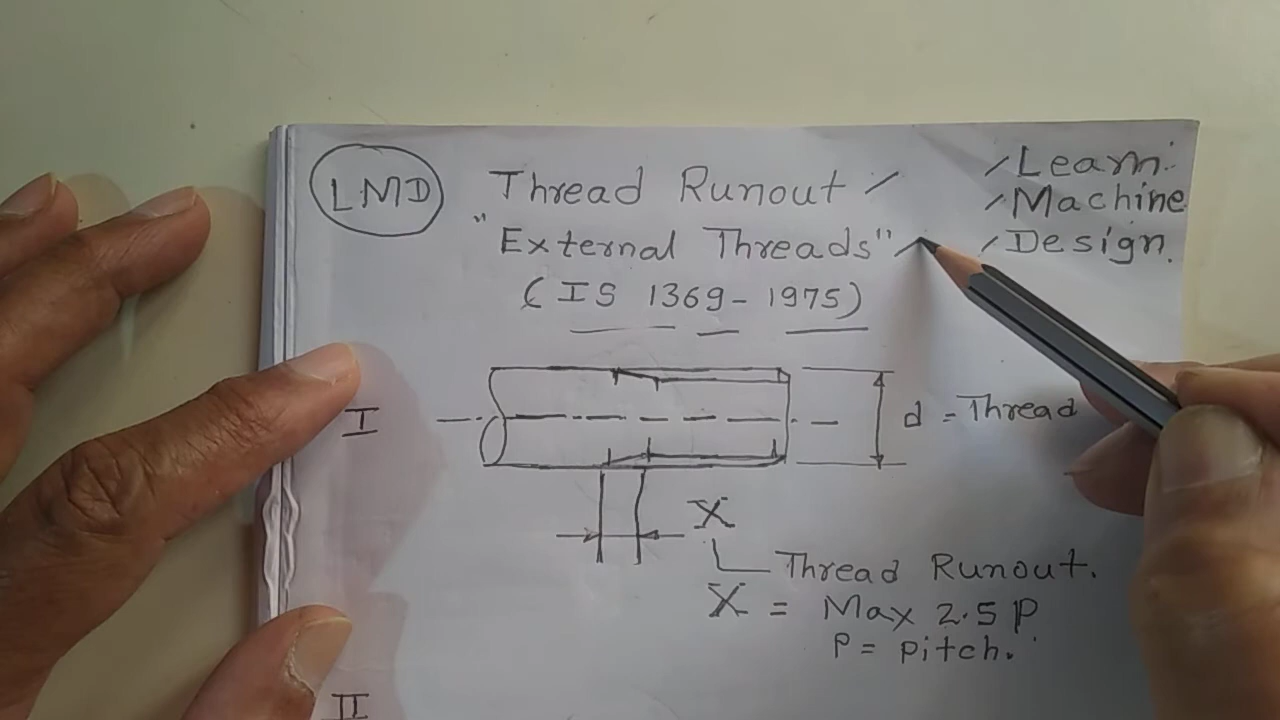 LMD
Thread Runout
"External Threads"
(IS 1369-1975)
Learn
Machine
Design.
I
d = Thread
X
Thread Runout.
X = Max 2.5 P
P = Pitch.
II